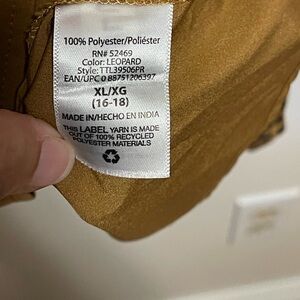 100% Polyester/Poliéster
RN# 52469
Color: LEOPARD
Style: TTL39506PR
EAN/UPC 0 88751206397
XL/XG
(16-18)
MADE IN/HECHO EN INDIA
THIS LABEL YARN IS MADE
OUT OF 100% RECYCLED
POLYESTER MATERIALS